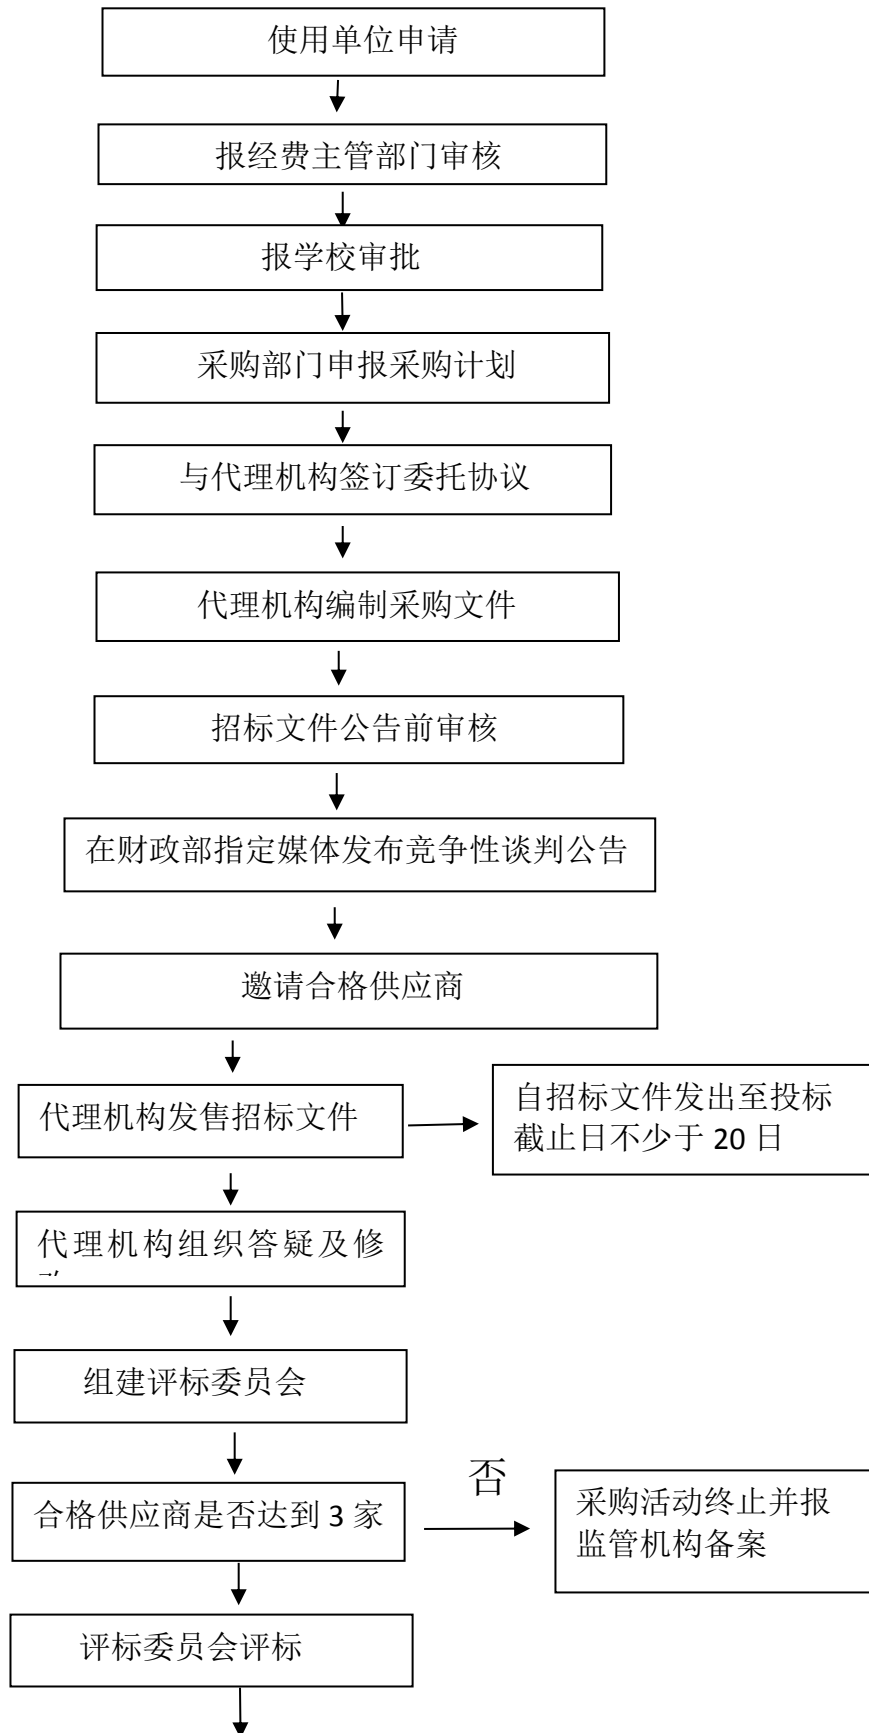 使用单位申请
报经费主管部门审核
报学校审批
采购部门申报采购计划
与代理机构签订委托协议
代理机构编制采购文件
招标文件公告前审核
在财政部指定媒体发布竞争性谈判公告
邀请合格供应商
代理机构发售招标文件
自招标文件发出至投标
截止日不少于 20 日
代理机构组织答疑及修
组建评标委员会
合格供应商是否达到 3 家
否
采购活动终止并报
监管机构备案
评标委员会评标